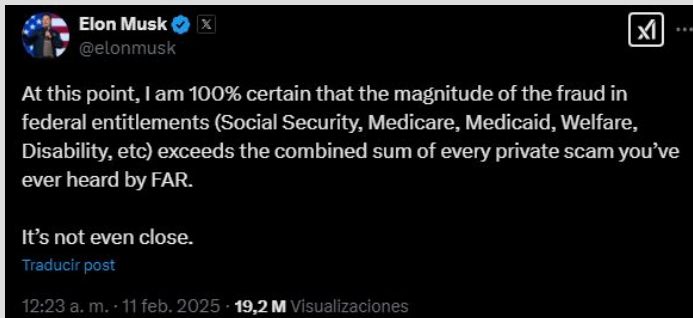 Elon Musk
@elonmusk
At this point, I am 100% certain that the magnitude of the fraud in
federal entitlements (Social Security, Medicare, Medicaid, Welfare,
Disability, etc) exceeds the combined sum of every private scam you’ve
ever heard by FAR.
It’s not even close.
Traducir post
12:23 a. m. · 11 feb. 2025 · 19,2 M Visualizaciones